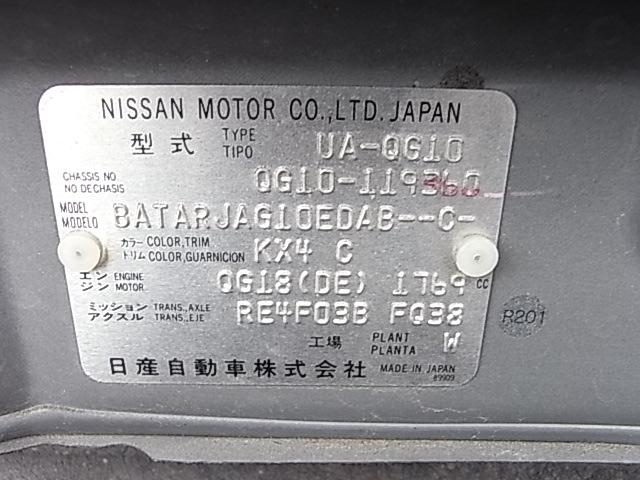 NISSAN MOTOR CO.,LTD. JAPAN
型式 TYPE TIPO UA-QG10
CHASSIS NO NO DE CHASIS QG10-119360
MODEL MODELO BATARJAG10EDAB--C-
カラー COLOR,TRIM トリム COLOR,GUARNICION KX4 C
エンジン ENGINE MOTOR QG18(DE) 1769 CC
ミッション TRANS.,AXLE アクスル TRANS.,EJE RE4F03B FQ38
工場 PLANT PLANTA W
日産自動車株式会社 MADE IN JAPAN
89909
R201